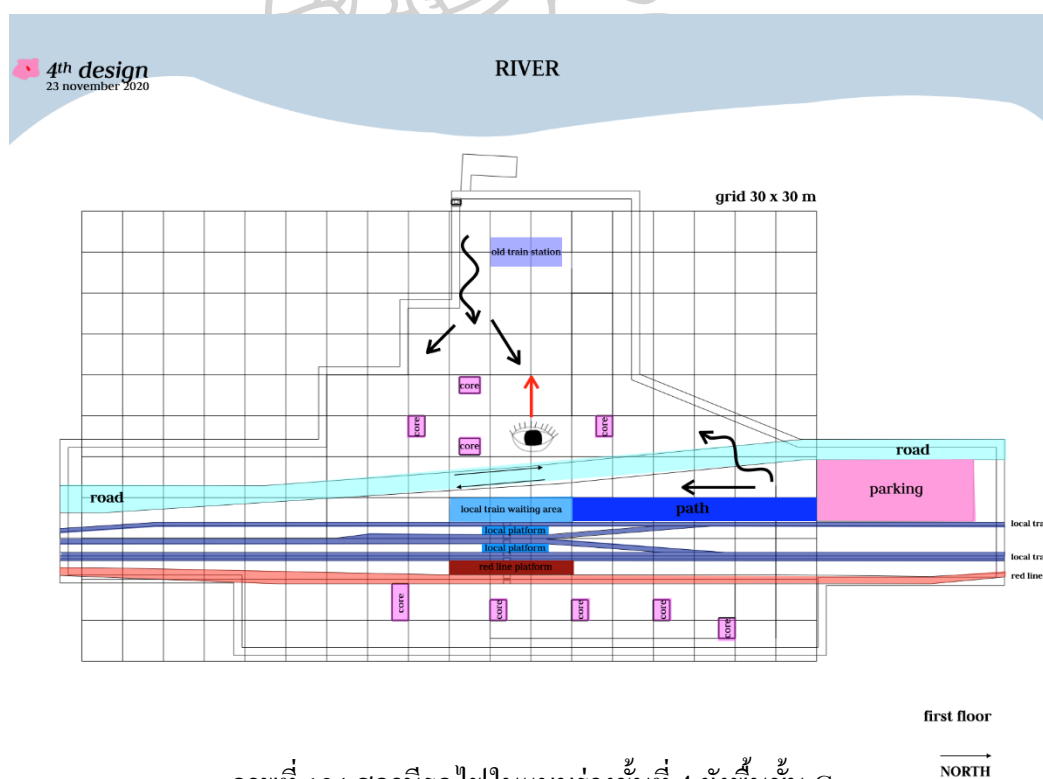 4th design
23 november 2020
RIVER
grid 30 x 30 m
old train station
core
core
core
core
road
road
parking
local train waiting area
path
local platform
local platform
red line platform
local tra
local tra
red line
core
core
core
core
core
first floor
NORTH